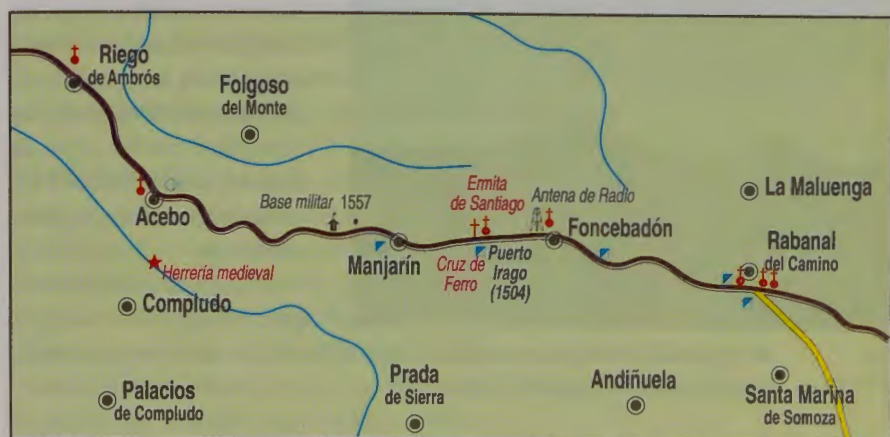 Riego
de Ambrós
Folgoso
del Monte
La Maluenga
Ermita
de Santiago
Antena de Radio
Base militar 1557
Acebo
Foncebadón
Rabanal
del Camino
Manjarín
Cruz de
Ferro
Puerto
Irago
(1504)
Herrería medieval
Compludo
Palacios
de Compludo
Prada
de Sierra
Andiñuela
Santa Marina
de Somoza